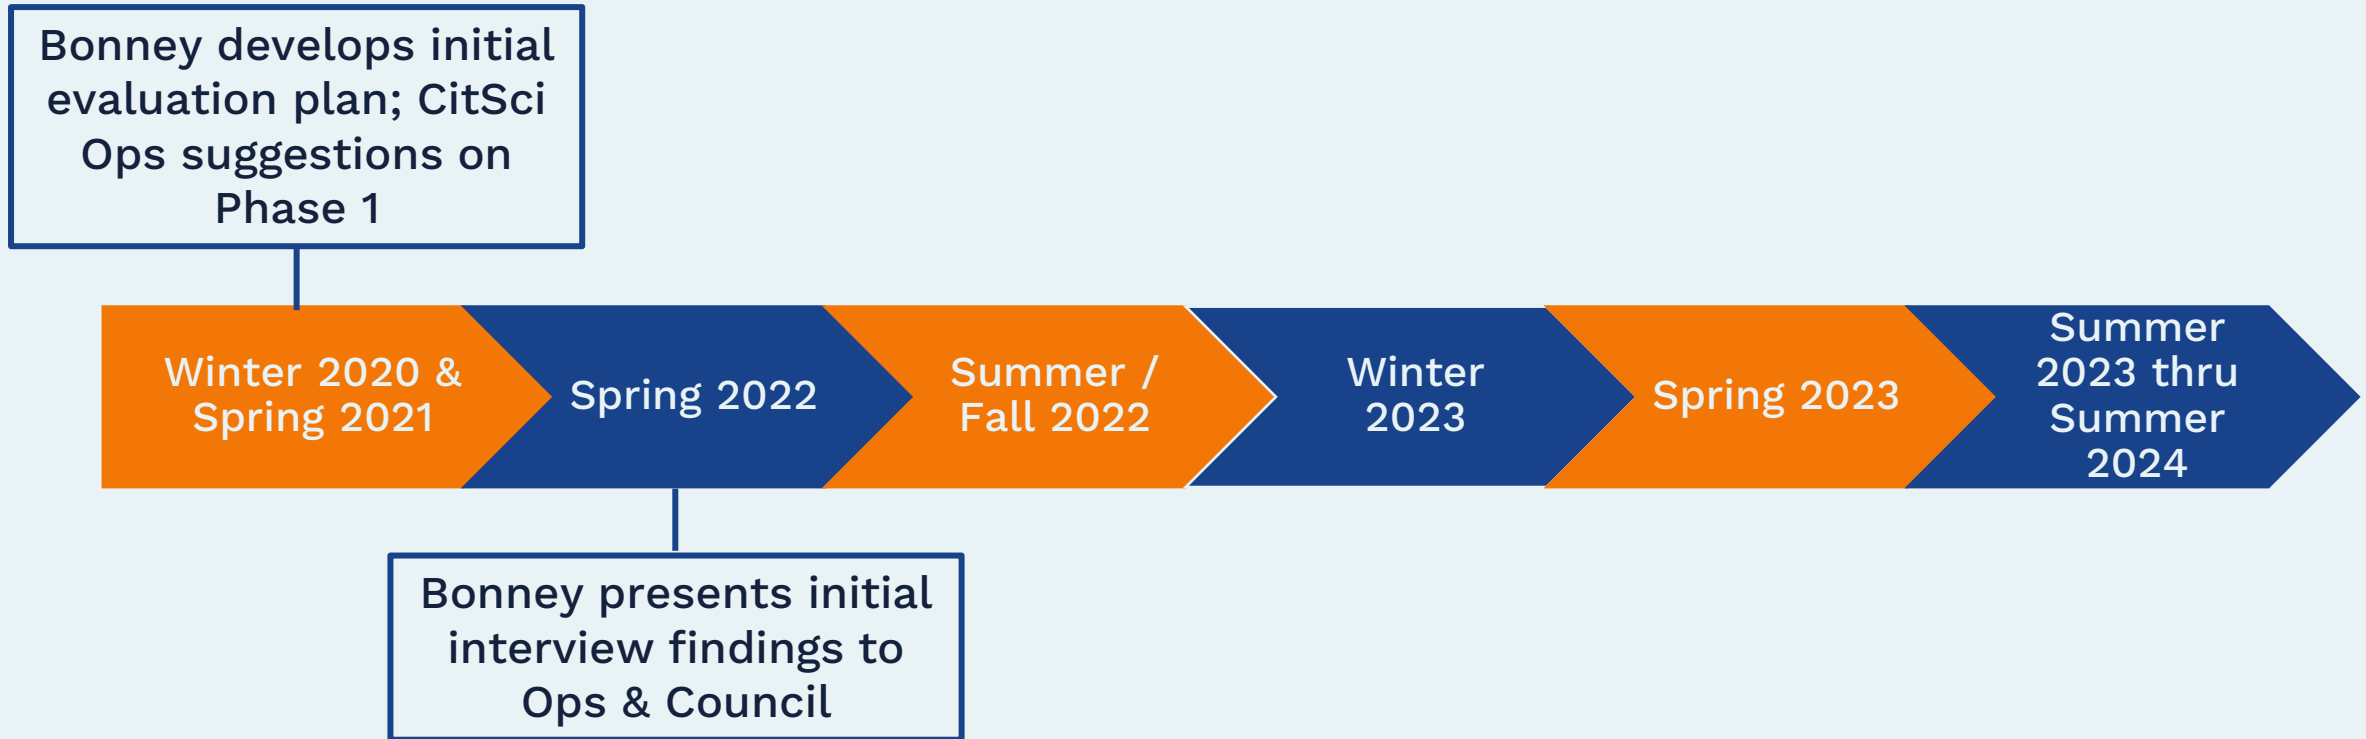 Bonney develops initial
evaluation plan; CitSci
Ops suggestions on
Phase 1
Winter 2020 &
Spring 2021
Spring 2022
Summer /
Fall 2022
Winter
2023
Spring 2023
Summer
2023 thru
Summer
2024
Bonney presents initial
interview findings to
Ops & Council